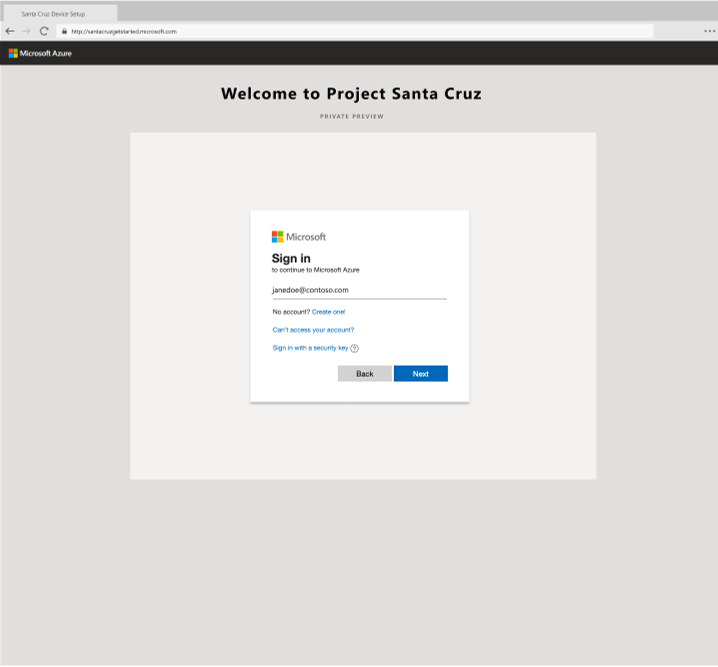 Santa Cruz Device Setup
http://santacruzgetstarted.microsoft.com
Microsoft Azure
Welcome to Project Santa Cruz
PRIVATE PREVIEW
Microsoft
Sign in
to continue to Microsoft Azure
janedoe@contoso.com
No account? Create one!
Can't access your account?
Sign in with a security key ?
Back Next